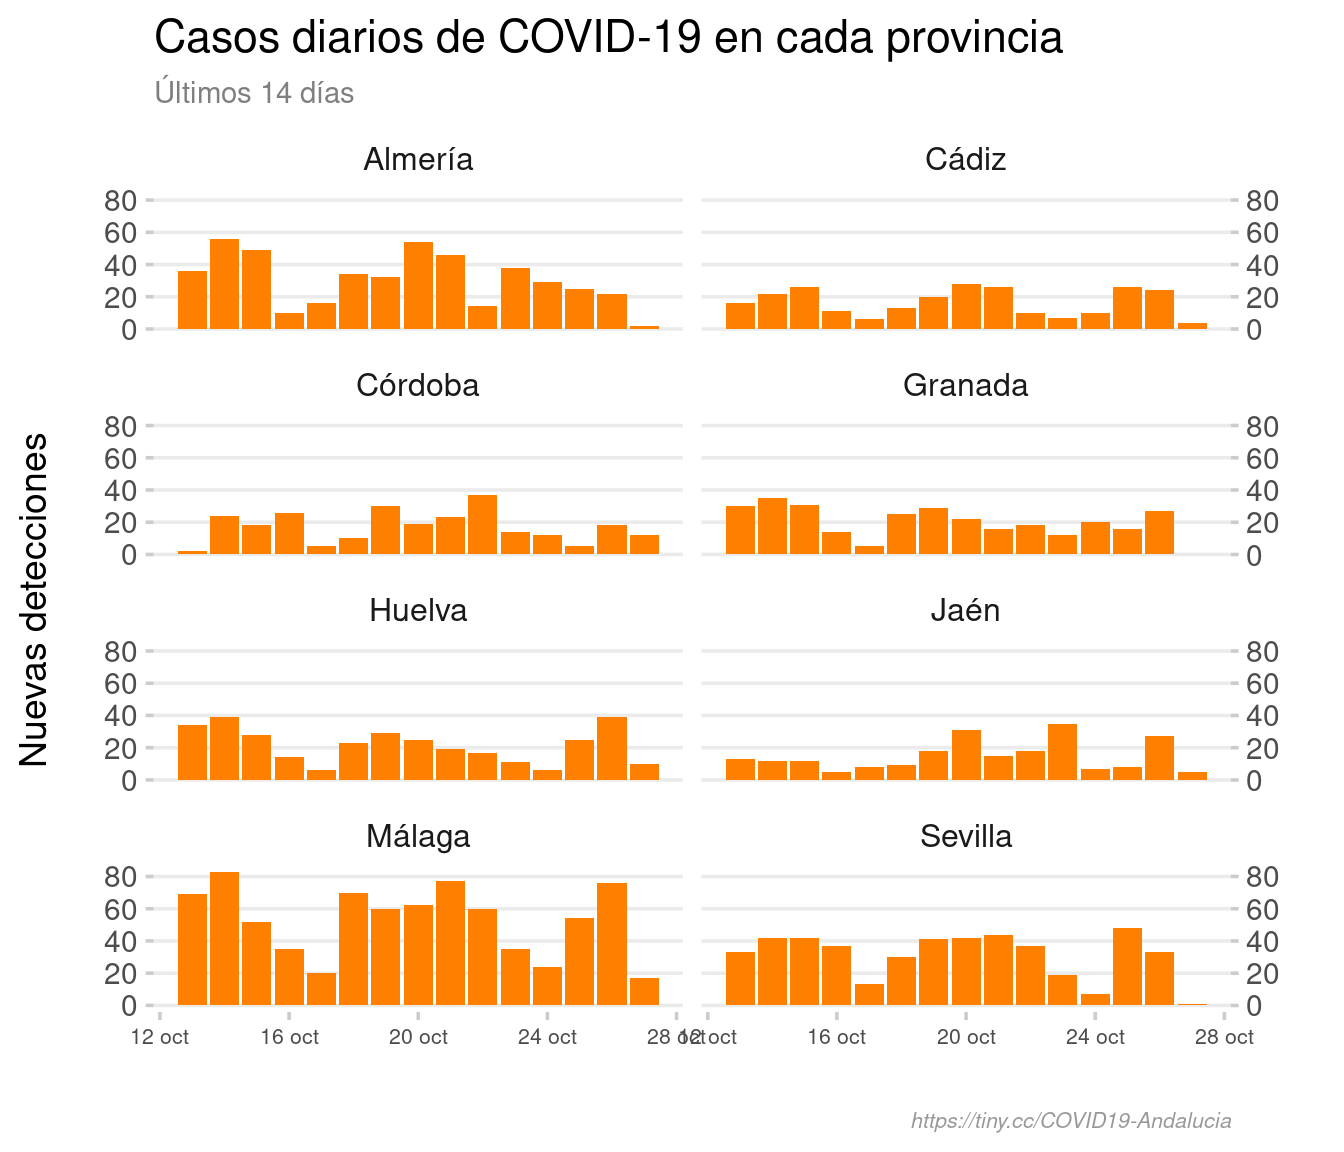 Casos diarios de COVID-19 en cada provincia
Últimos 14 días
Nuevas detecciones
Almería
Cádiz
80
60
40
20
0
80
60
40
20
0
Córdoba
Granada
80
60
40
20
0
80
60
40
20
0
Huelva
Jaén
80
60
40
20
0
80
60
40
20
0
Málaga
Sevilla
80
60
40
20
0
80
60
40
20
0
12 oct 16 oct 20 oct 24 oct 28 oct
12 oct 16 oct 20 oct 24 oct 28 oct
https://tiny.cc/COVID19-Andalucia